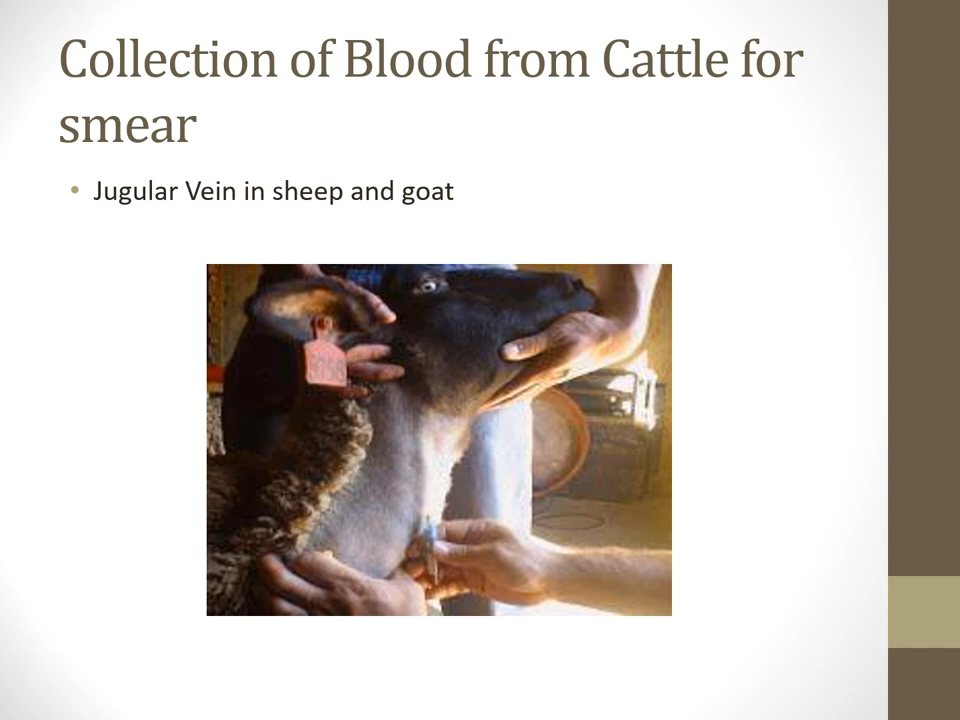 Collection of Blood from Cattle for
smear
• Jugular Vein in sheep and goat